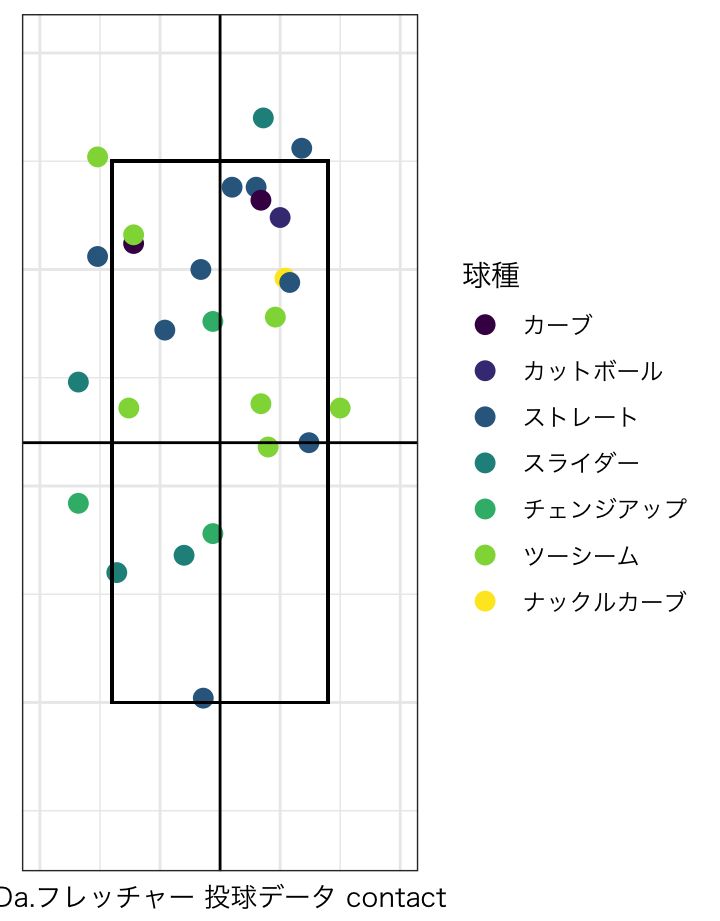 球種
カーブ
カットボール
ストレート
スライダー
チェンジアップ
ツーシーム
ナックルカーブ
Da.フレッチャー 投球データ contact